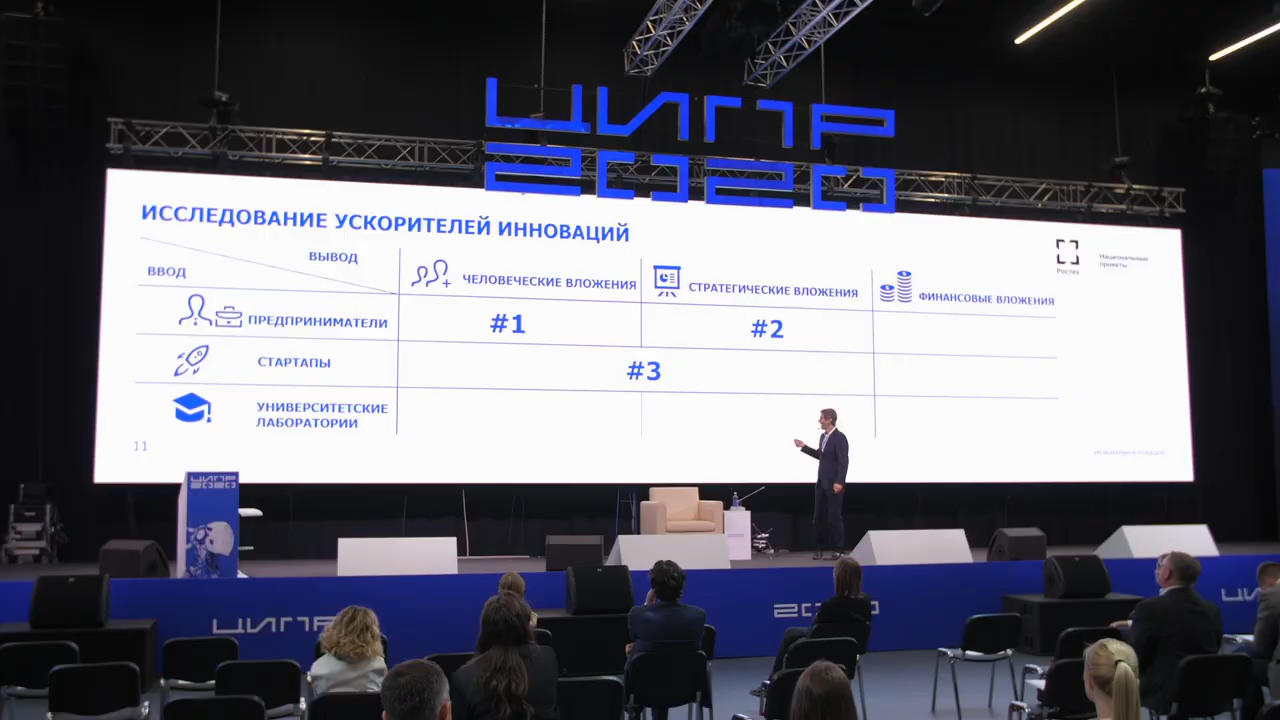 ЦИПР
2020
ИССЛЕДОВАНИЕ УСКОРИТЕЛЕЙ ИННОВАЦИЙ
ВЫВОД
ВВОД
ЧЕЛОВЕЧЕСКИЕ ВЛОЖЕНИЯ
СТРАТЕГИЧЕСКИЕ ВЛОЖЕНИЯ
ФИНАНСОВЫЕ ВЛОЖЕНИЯ
Ростех
Национальные
проекты
ПРЕДПРИНИМАТЕЛИ
#1
#2
СТАРТАПЫ
#3
УНИВЕРСИТЕТСКИЕ
ЛАБОРАТОРИИ
11
ЦИПР
2020
ЦИПР